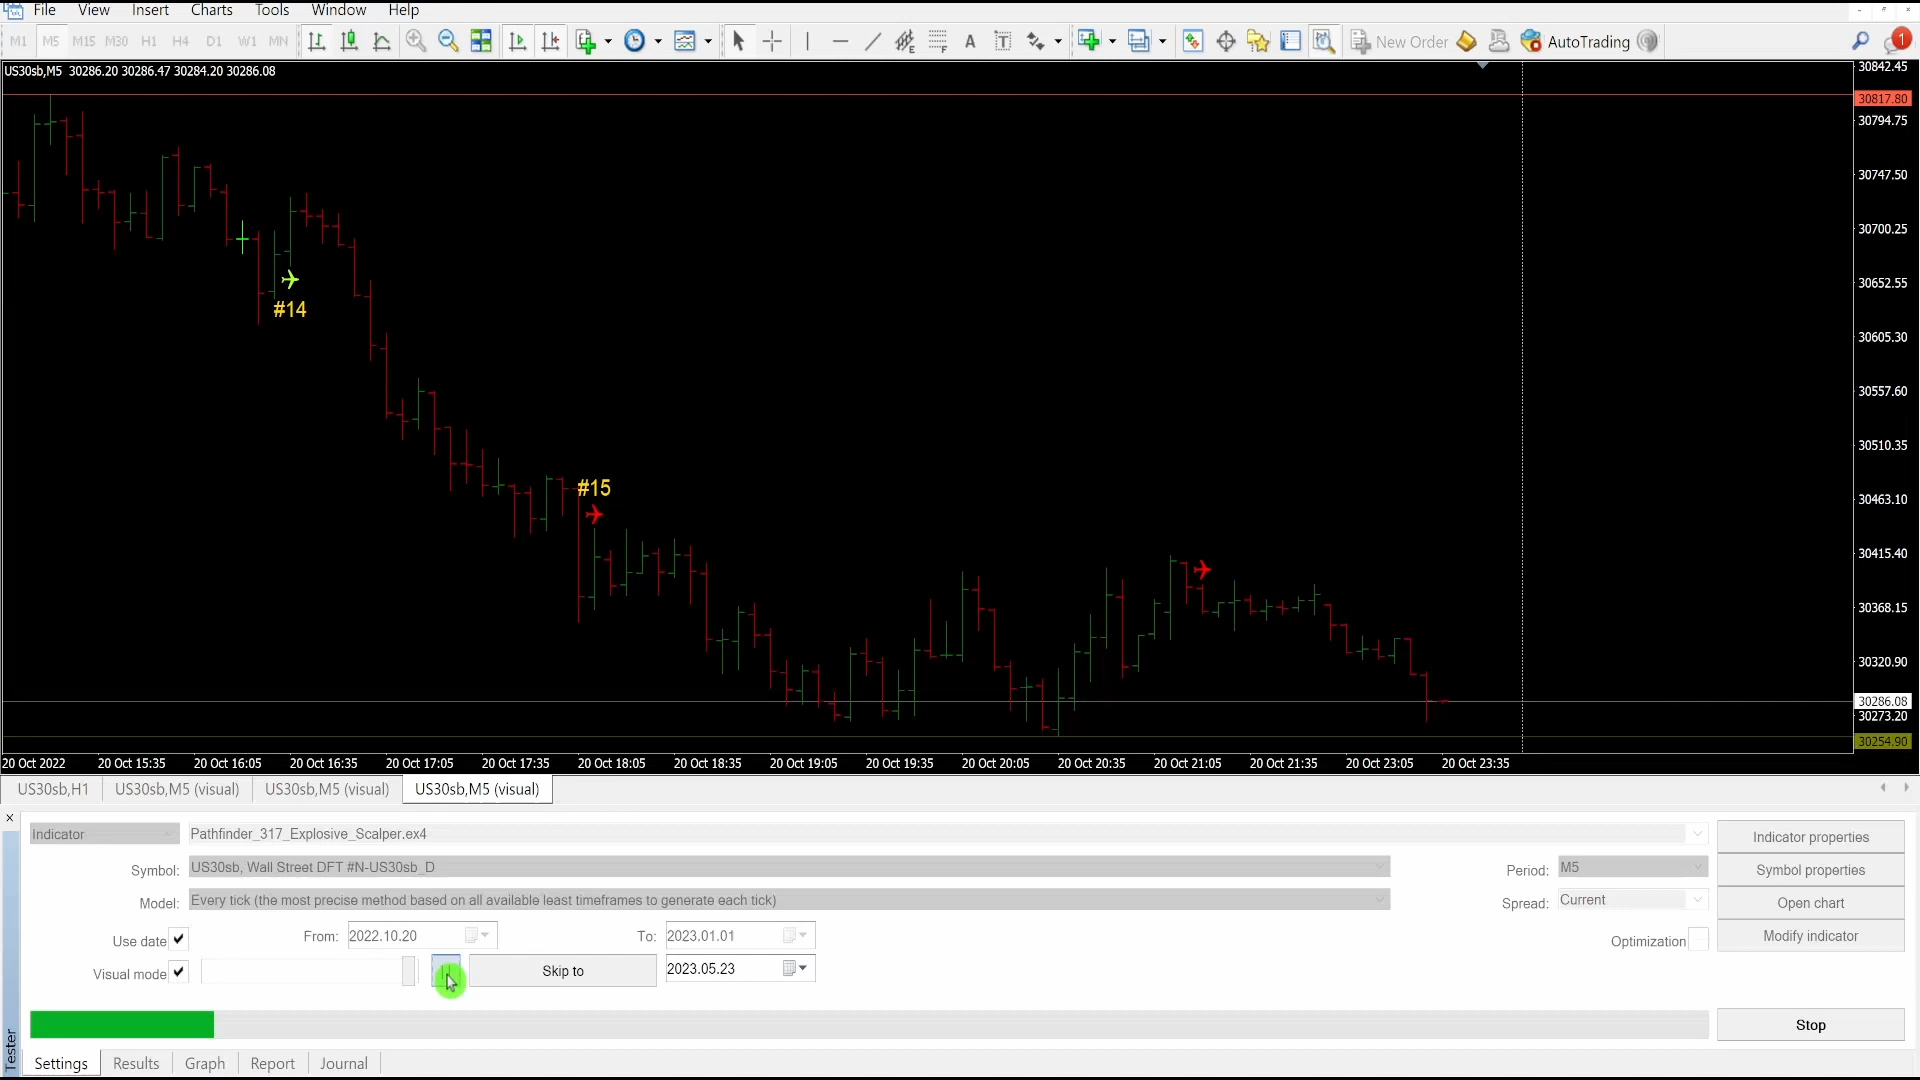 File View Insert Charts Tools Window Help
M1 M5 M15 M30 H1 H4 D1 W1 MN A T New Order AutoTrading 1
US30sb,M5 30286.20 30286.47 30284.20 30286.08
30842.45
30817.80
30794.75
30747.50
30700.25
30652.55
#14
30605.30
30557.60
30510.35
#15
30463.10
30415.40
30368.15
30320.90
30286.08
30273.20
30254.90
20 Oct 2022 20 Oct 15:35 20 Oct 16:05 20 Oct 16:35 20 Oct 17:05 20 Oct 17:35 20 Oct 18:05 20 Oct 18:35 20 Oct 19:05 20 Oct 19:35 20 Oct 20:05 20 Oct 20:35 20 Oct 21:05 20 Oct 21:35 20 Oct 23:05 20 Oct 23:35
US30sb,H1 US30sb,M5 (visual) US30sb,M5 (visual) US30sb,M5 (visual)
Indicator Pathfinder_317_Explosive_Scalper.ex4 Indicator properties
Symbol: US30sb, Wall Street DFT #N-US30sb_D Period: M5 Symbol properties
Model: Every tick (the most precise method based on all available least timeframes to generate each tick) Spread: Current Open chart
Use date From: 2022.10.20 To: 2023.01.01 Optimization Modify indicator
Visual mode Skip to 2023.05.23
Stop
Tester
Settings Results Graph Report Journal